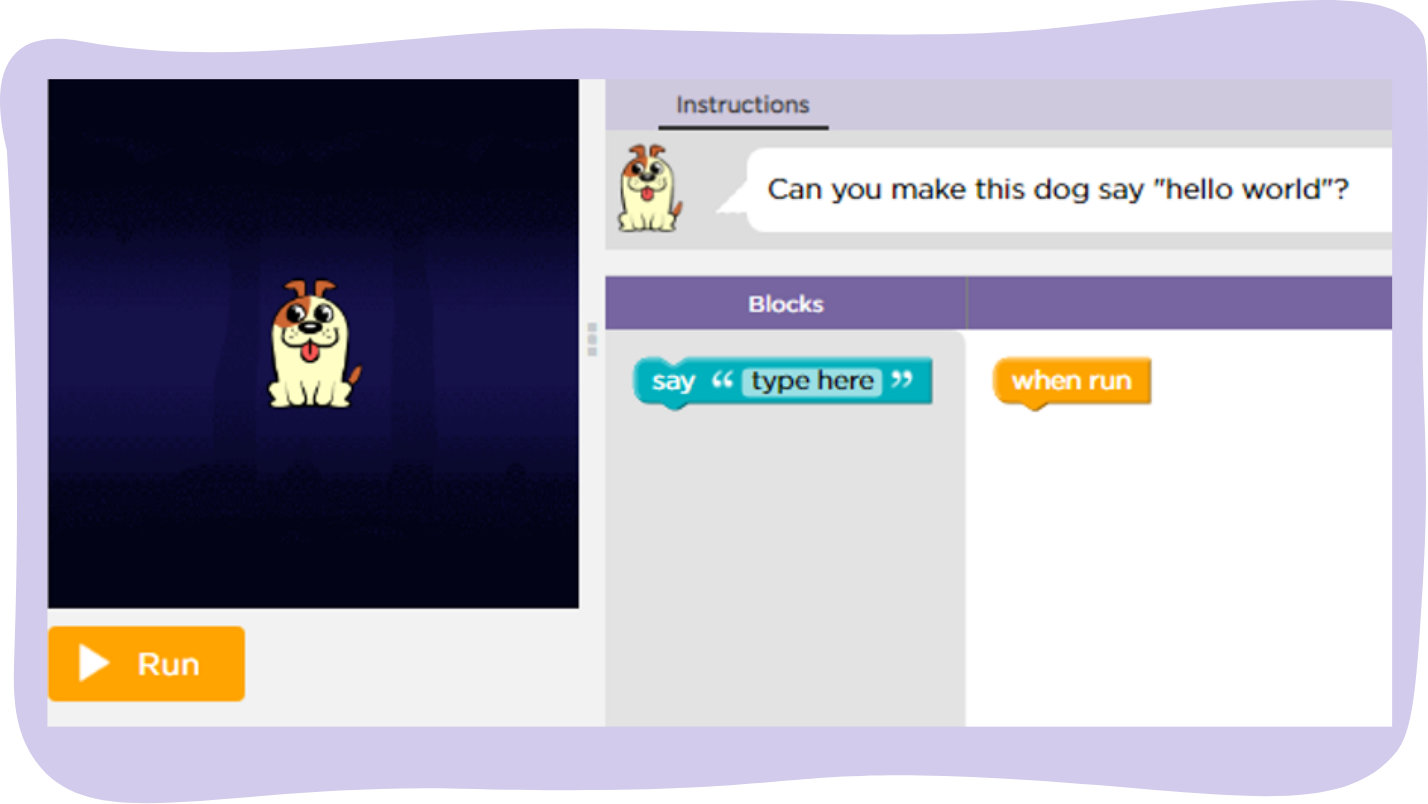 Instructions
Can you make this dog say "hello world"?
Blocks
say “ type here ”
when run
Run